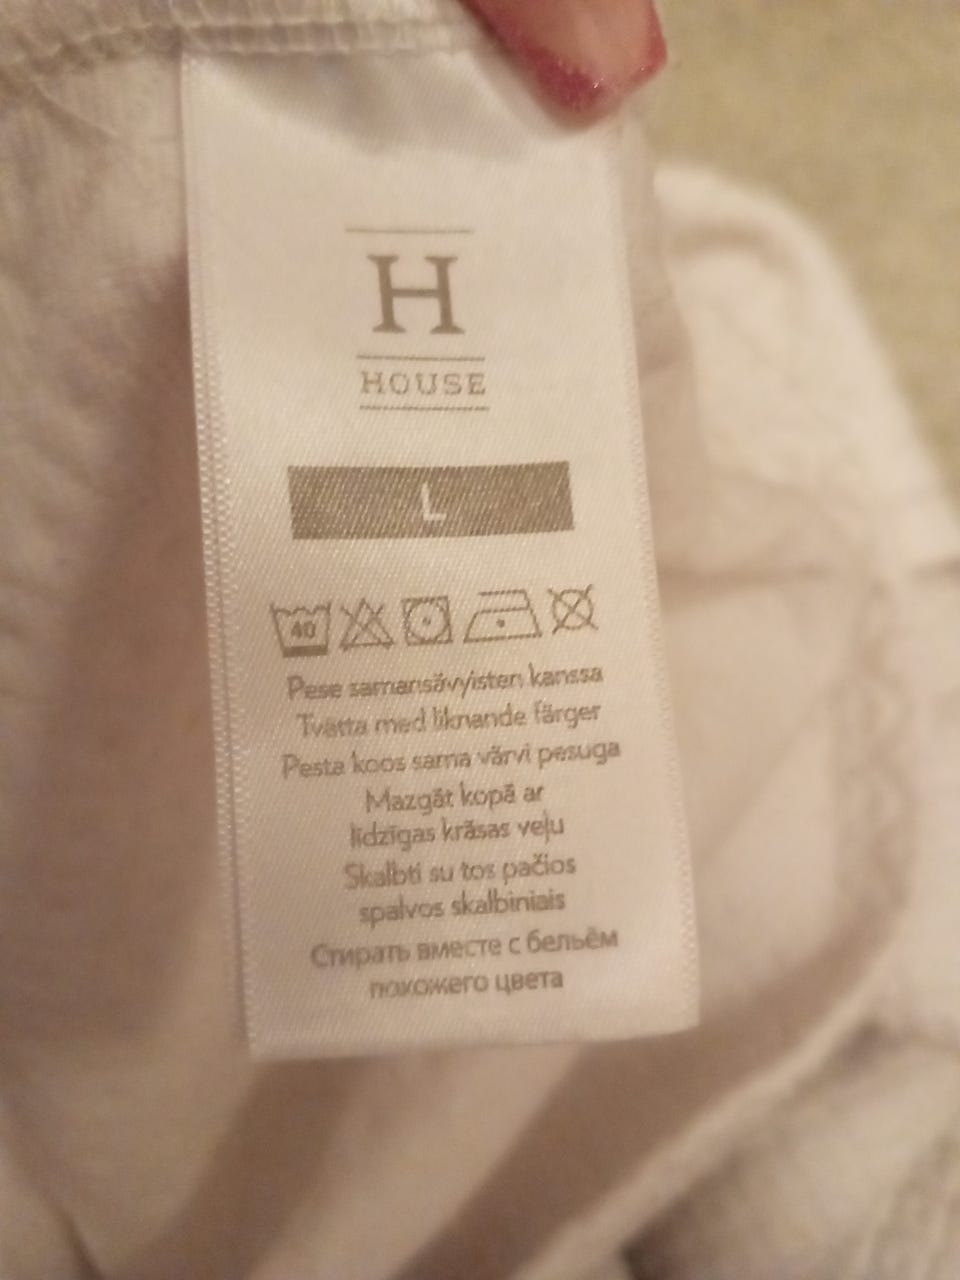 H
HOUSE
L
40
Pese samansävyisten kanssa
Tvätta med liknande färger
Pesta koos sama värvi pesuga
Mazgāt kopā ar
līdzīgas krāsas veļu
Skalbti su tos pačios
spalvos skalbiniais
Стирать вместе с бельём
похожего цвета